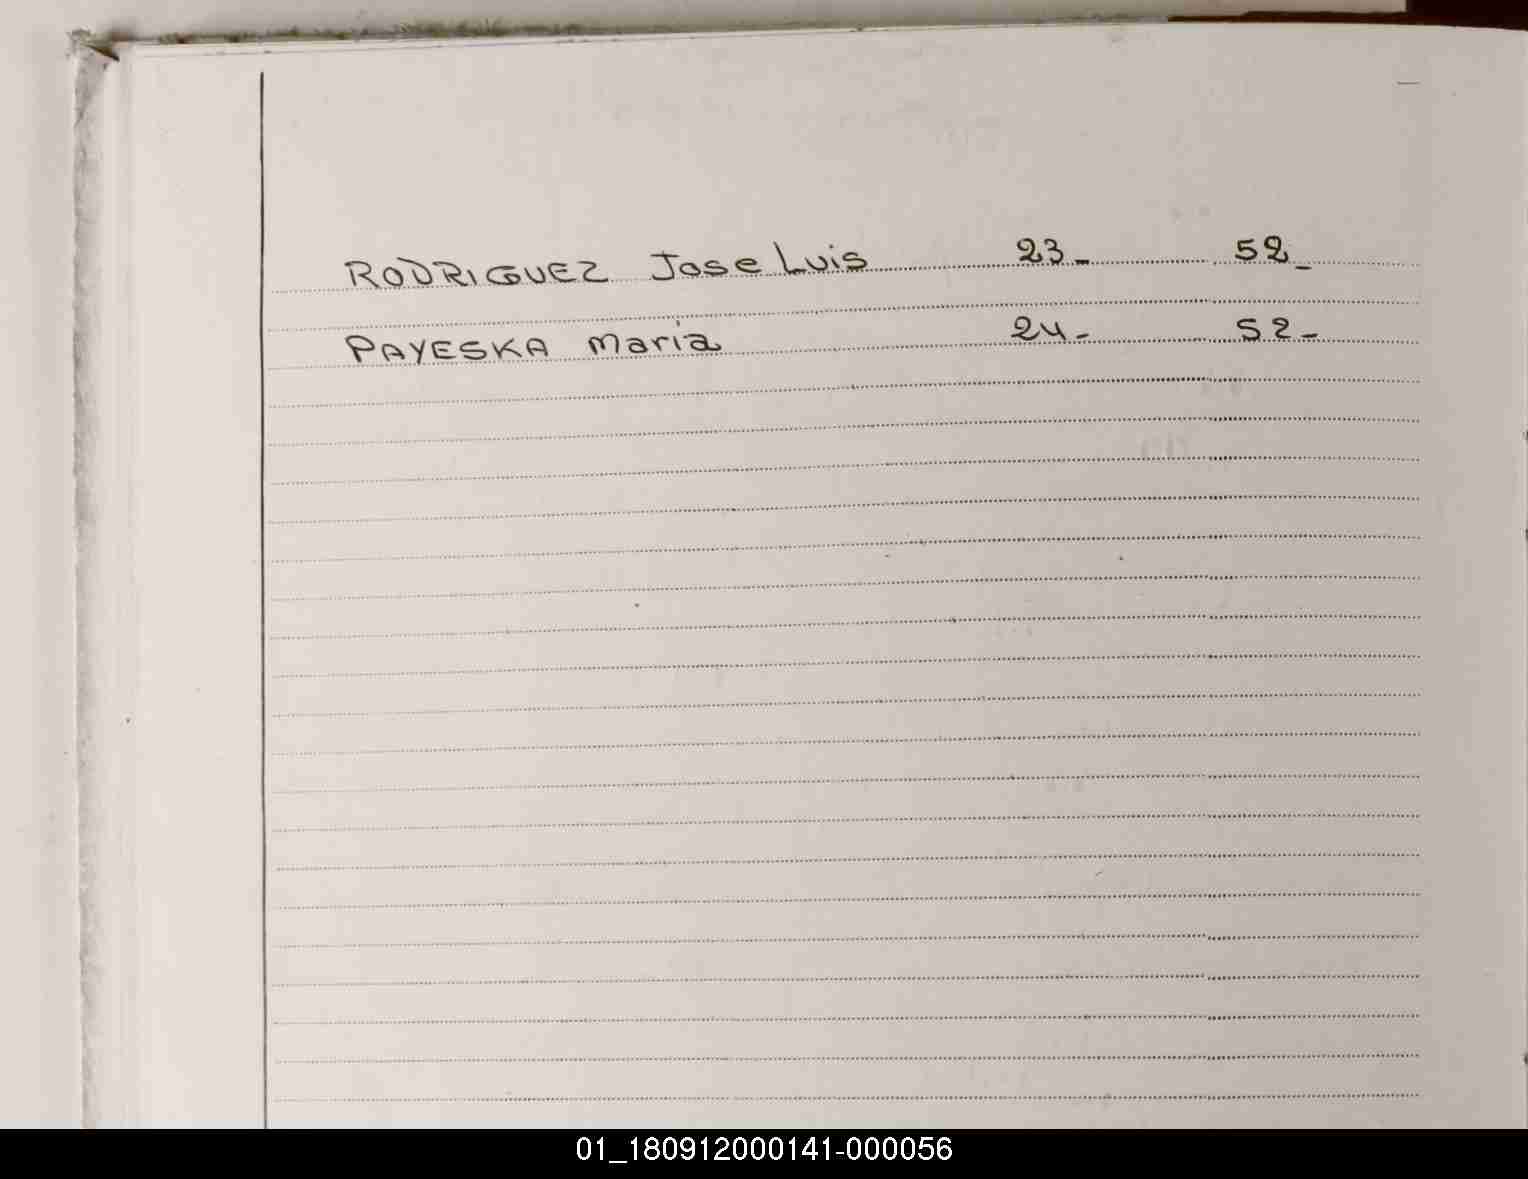 RODRIGUEZ Jose Luis 23- 52-
PAYESKA Maria 24- 52-
01_180912000141-000056